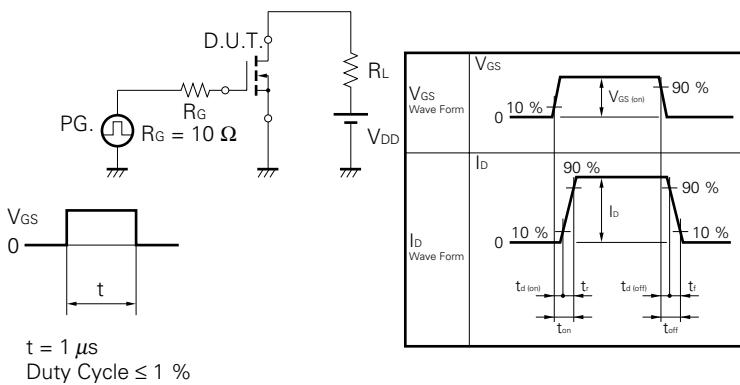 D.U.T.
RL
RG
PG.
RG = 10 Ω
VDD
VGS
0
t
t = 1 μs
Duty Cycle ≤ 1 %
VGS
Wave Form
VGS
10 %
VGS (on)
90 %
0
ID
Wave Form
ID
90 %
90 %
ID
10 %
10 %
0
td (on)
tr
td (off)
tf
ton
toff